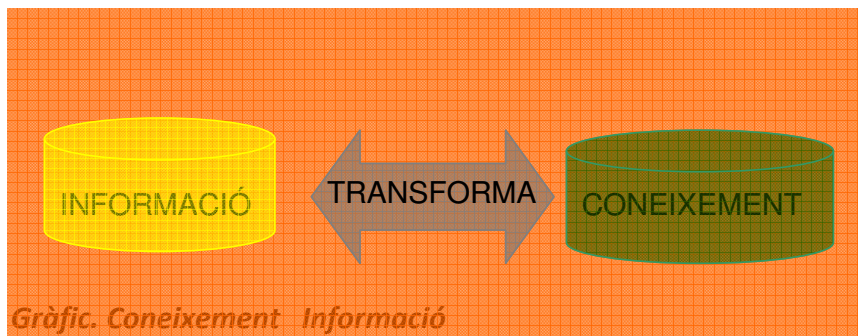 INFORMACIÓ
TRANSFORMA
CONEIXEMENT
Gràfic. Coneixement Informació